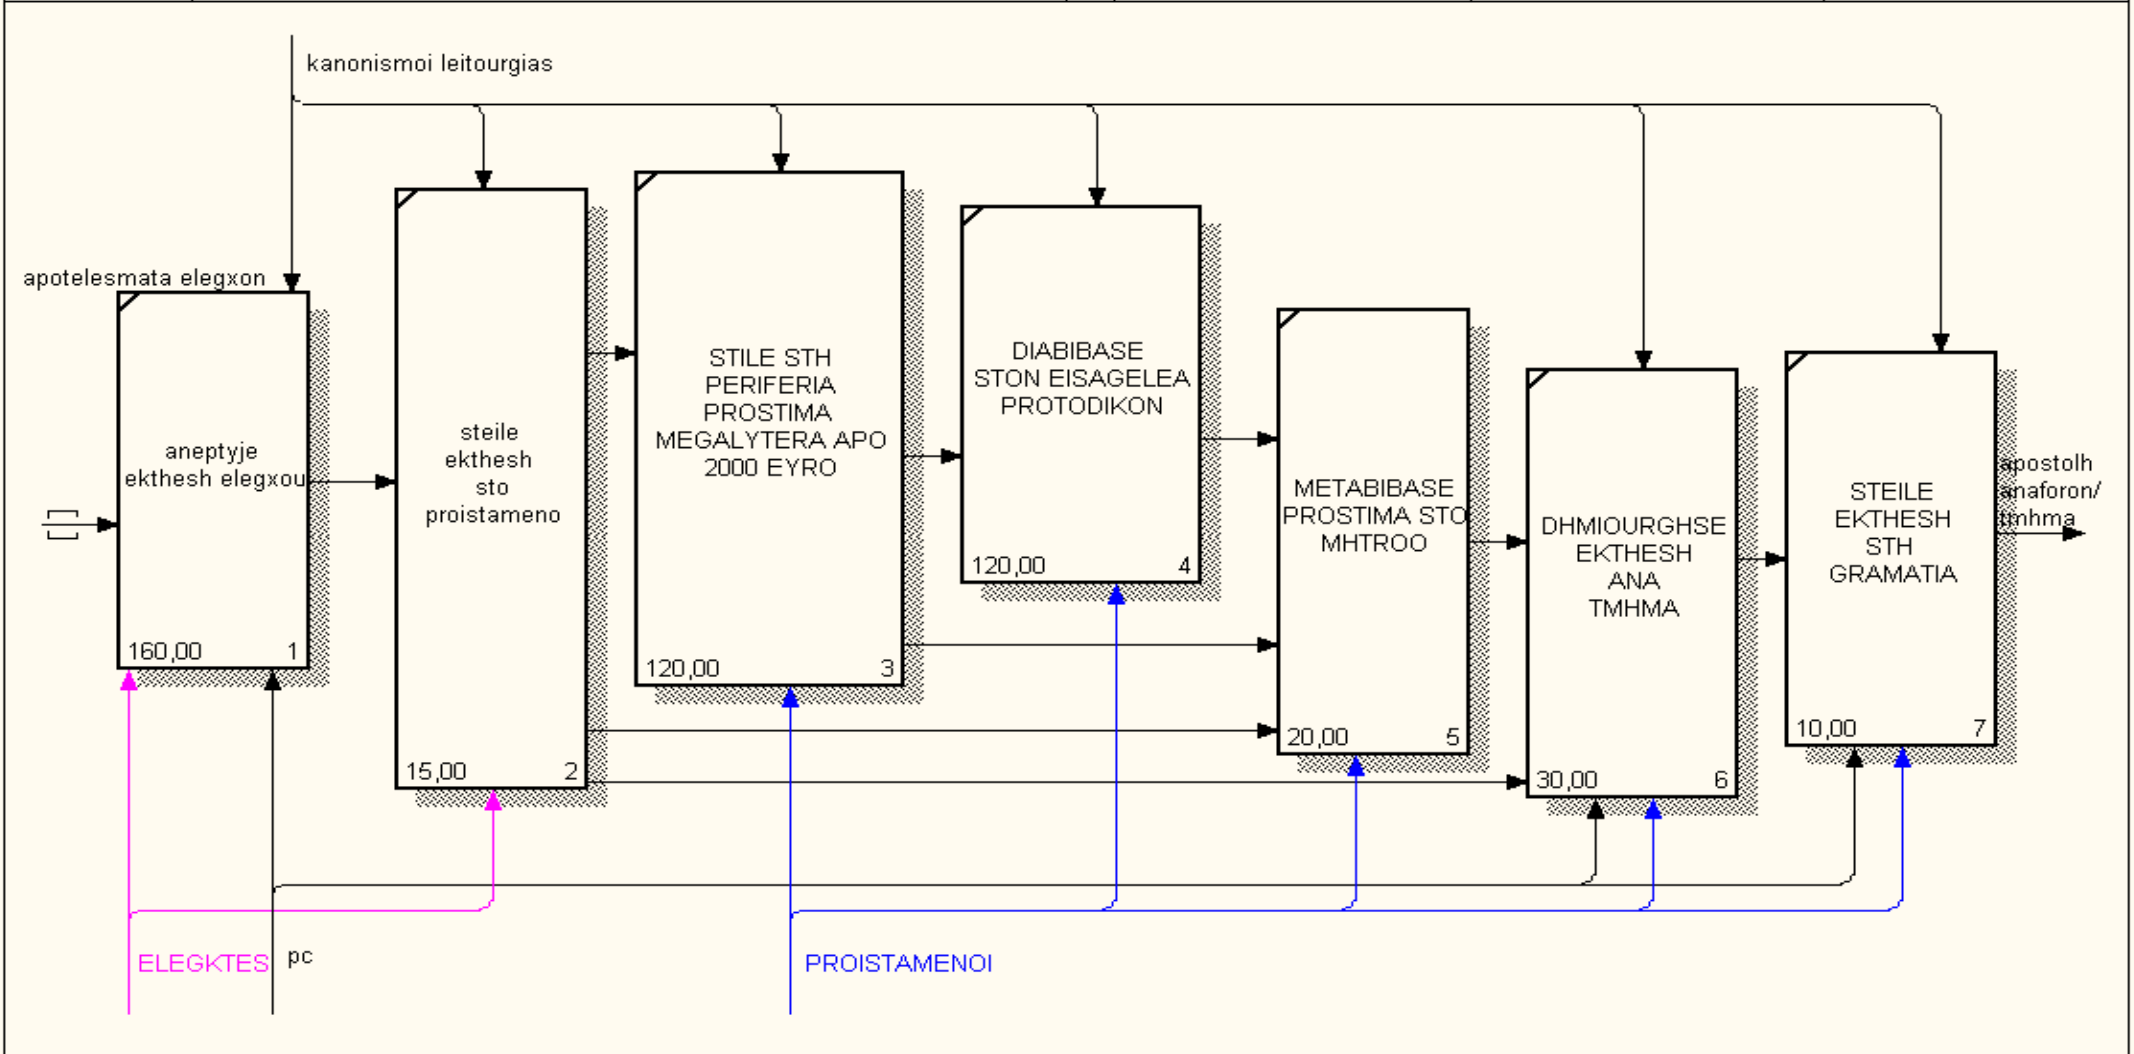 kanonismoi leitourgias
apotelesmata elegxon
aneptyje
ekthesh elegxou
160,00 1
steile
ekthesh
sto
proistameno
15,00 2
STILE STH
PERIFERIA
PROSTIMA
MEGALYTERA APO
2000 EYRO
120,00 3
DIABIBASE
STON EISAGELEA
PROTODIKON
120,00 4
METABIBASE
PROSTIMA STO
MHTROO
20,00 5
DHMIOURGHSE
EKTHESH
ANA
TMHMA
30,00 6
STEILE
EKTHESH
STH
GRAMATIA
10,00 7
apostolh
anaforon/
tmhma
ELEGKTES
pc
PROISTAMENOI